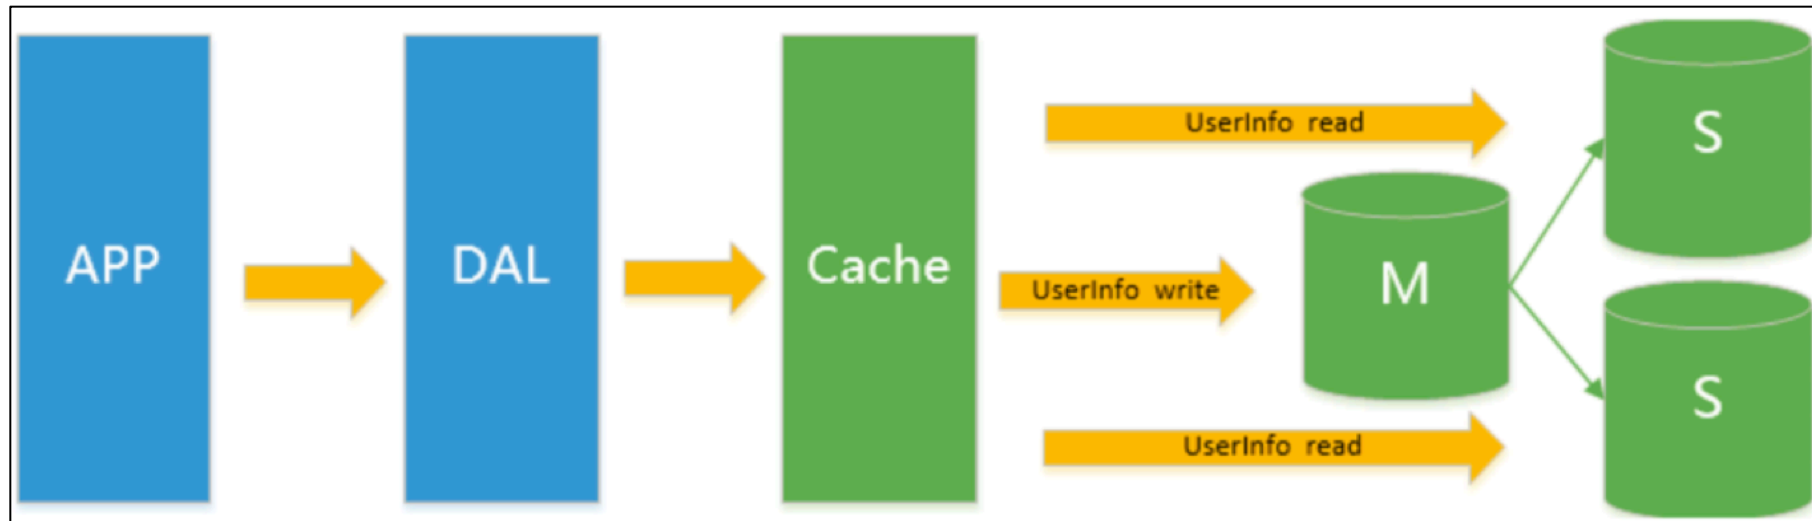 APP
DAL
Cache
UserInfo read
UserInfo write
UserInfo read
M
S
S